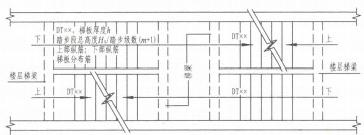 DT××，梯板厚度h
踏步段总高度Hs/踏步级数(m+1)
上部纵筋；下部纵筋
梯板分布筋
下
DT××
上
楼层梯梁
楼层梯梁
上
DT××
DT××
下